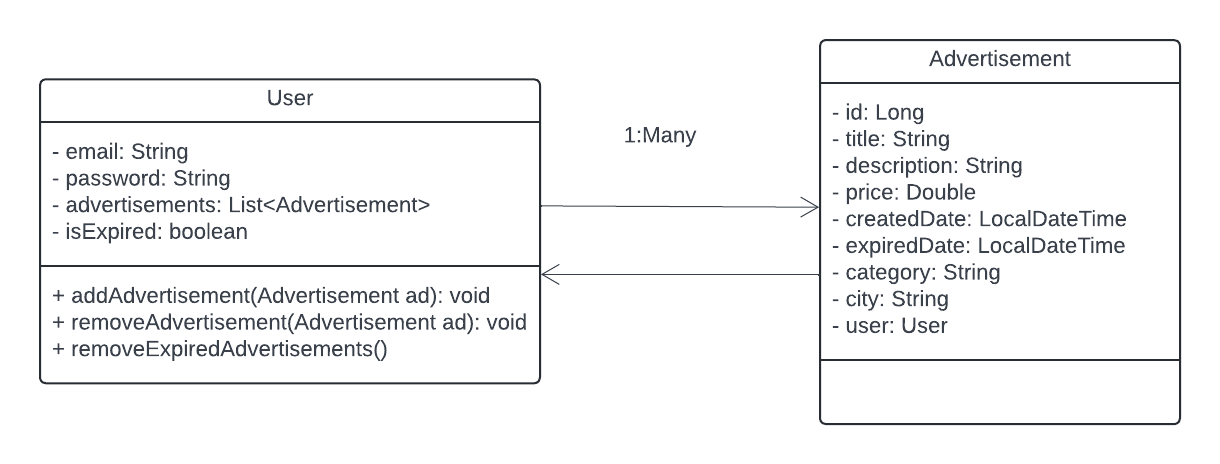 User
- email: String
- password: String
- advertisements: List<Advertisement>
- isExpired: boolean
+ addAdvertisement(Advertisement ad): void
+ removeAdvertisement(Advertisement ad): void
+ removeExpiredAdvertisements()
1:Many
Advertisement
- id: Long
- title: String
- description: String
- price: Double
- createdDate: LocalDateTime
- expiredDate: LocalDateTime
- category: String
- city: String
- user: User